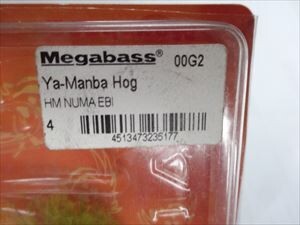 Megabass® 00G2
Ya-Manba Hog
HM NUMA EBI
4
4513473235177